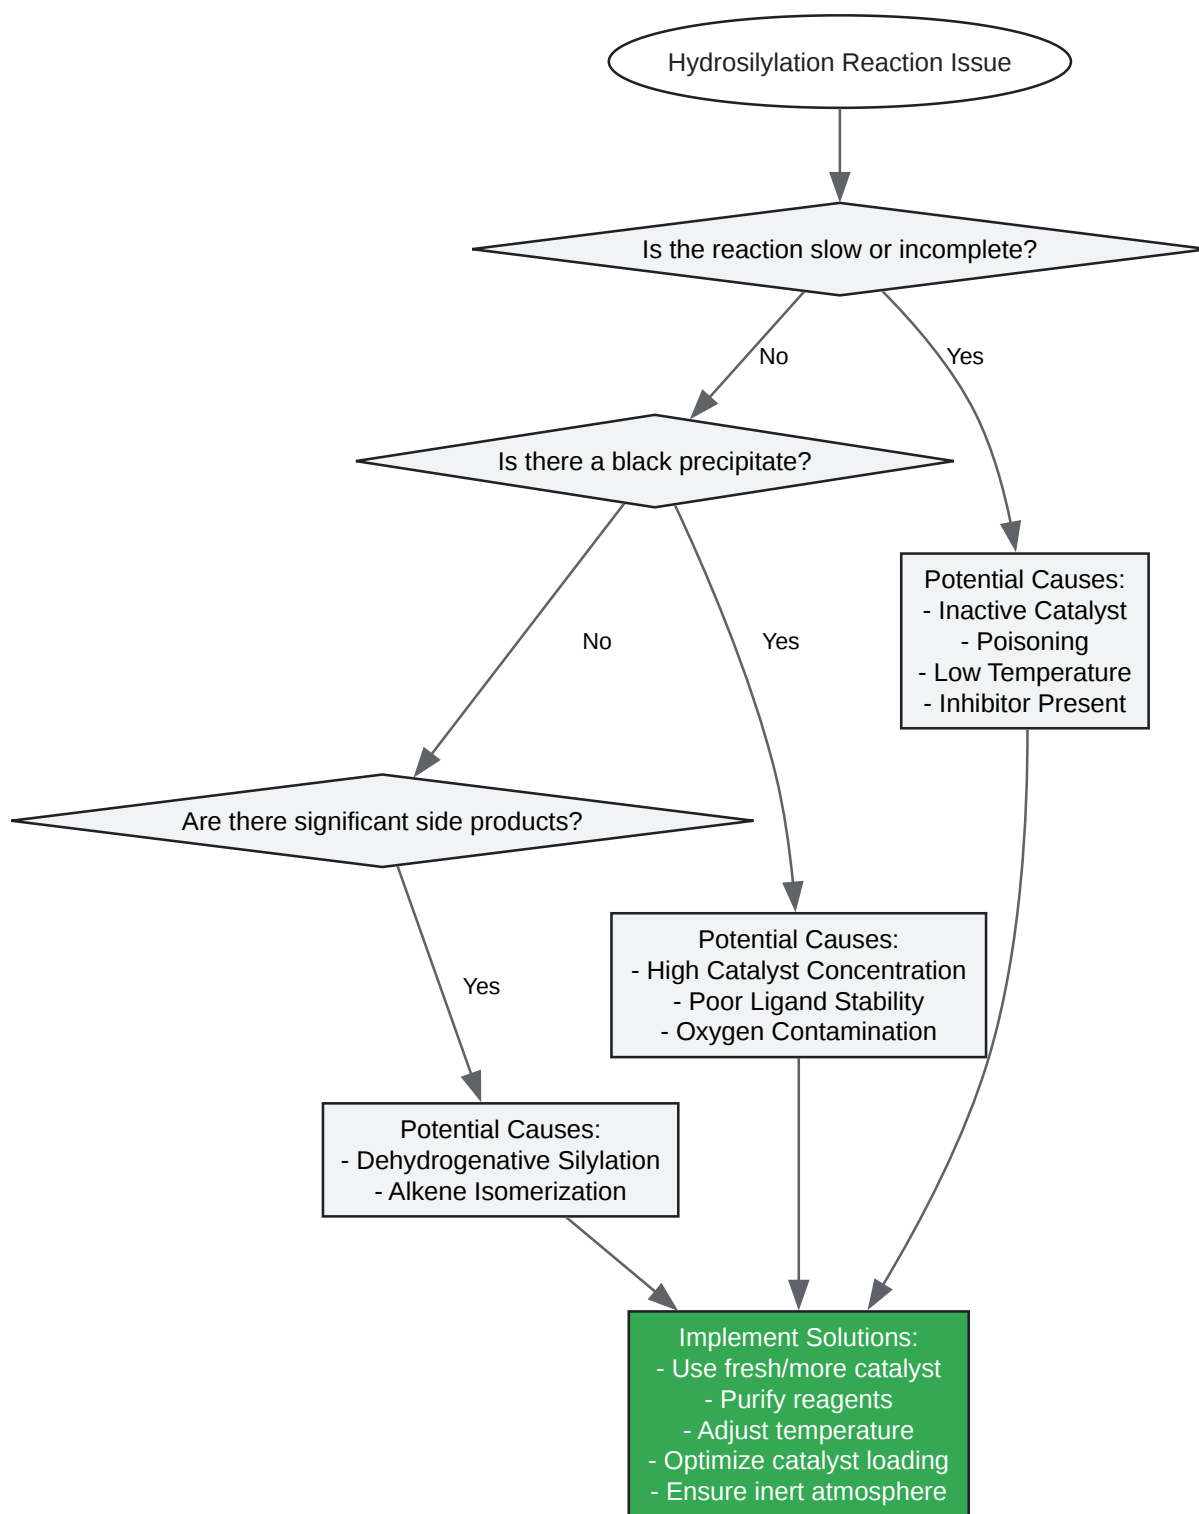 Hydrosilylation Reaction Issue
Is the reaction slow or incomplete?
No
Yes
Is there a black precipitate?
Potential Causes:
- Inactive Catalyst
- Poisoning
- Low Temperature
- Inhibitor Present
No
Yes
Are there significant side products?
Potential Causes:
- High Catalyst Concentration
- Poor Ligand Stability
- Oxygen Contamination
Yes
Potential Causes:
- Dehydrogenative Silylation
- Alkene Isomerization
Implement Solutions:
- Use fresh/more catalyst
- Purify reagents
- Adjust temperature
- Optimize catalyst loading
- Ensure inert atmosphere